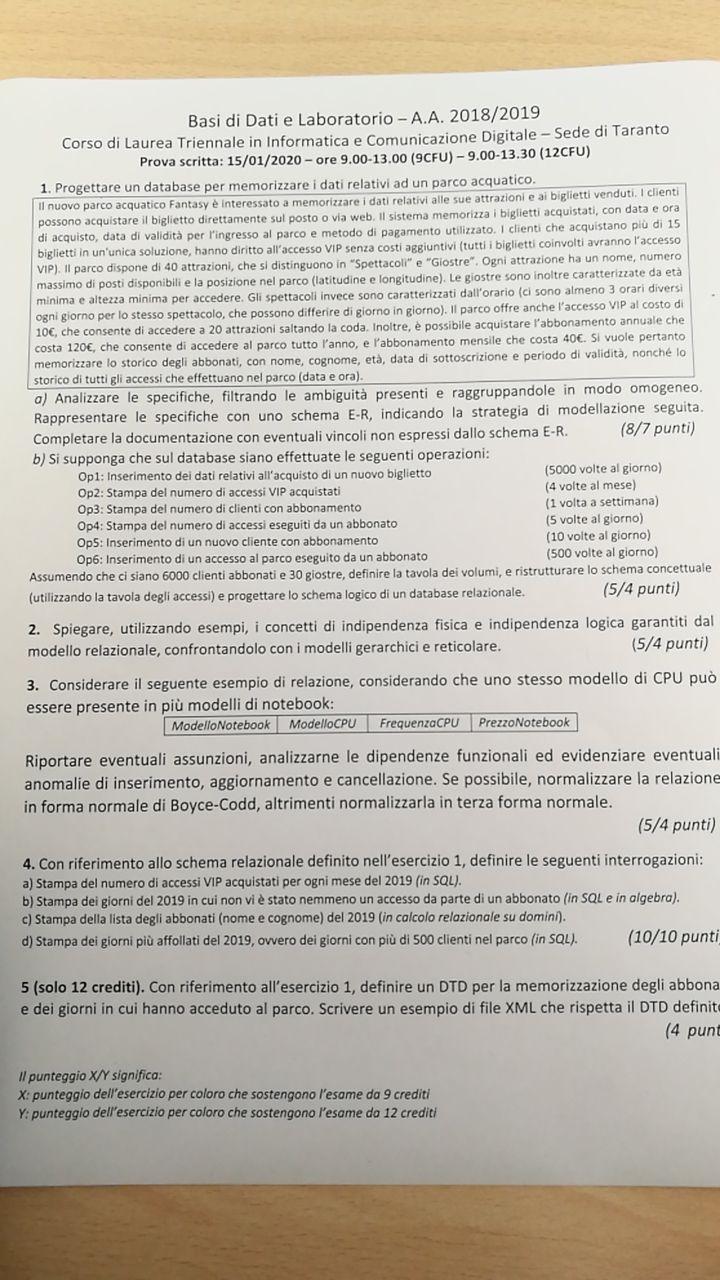 Basi di Dati e Laboratorio – A.A. 2018/2019
Corso di Laurea Triennale in Informatica e Comunicazione Digitale – Sede di Taranto
Prova scritta: 15/01/2020 – ore 9.00-13.00 (9CFU) – 9.00-13.30 (12CFU)
1. Progettare un database per memorizzare i dati relativi ad un parco acquatico.
Il nuovo parco acquatico Fantasy è interessato a memorizzare i dati relativi alle sue attrazioni e ai biglietti venduti. I clienti
possono acquistare il biglietto direttamente sul posto o via web. Il sistema memorizza i biglietti acquistati, con data e ora
di acquisto, data di validità per l'ingresso al parco e metodo di pagamento utilizzato. I clienti che acquistano più di 15
biglietti in un'unica soluzione, hanno diritto all'accesso VIP senza costi aggiuntivi (tutti i biglietti coinvolti avranno l'accesso
VIP). Il parco dispone di 40 attrazioni, che si distinguono in "Spettacoli" e "Giostre". Ogni attrazione ha un nome, numero
massimo di posti disponibili e la posizione nel parco (latitudine e longitudine). Le giostre sono inoltre caratterizzate da età
minima e altezza minima per accedere. Gli spettacoli invece sono caratterizzati dall'orario (ci sono almeno 3 orari diversi
ogni giorno per lo stesso spettacolo, che possono differire di giorno in giorno). Il parco offre anche l'accesso VIP al costo di
10€, che consente di accedere a 20 attrazioni saltando la coda. Inoltre, è possibile acquistare l'abbonamento annuale che
costa 120€, che consente di accedere al parco tutto l'anno, e l'abbonamento mensile che costa 40€. Si vuole pertanto
memorizzare lo storico degli abbonati, con nome, cognome, età, data di sottoscrizione e periodo di validità, nonché lo
storico di tutti gli accessi che effettuano nel parco (data e ora).
a) Analizzare le specifiche, filtrando le ambiguità presenti e raggruppandole in modo omogeneo.
Rappresentare le specifiche con uno schema E-R, indicando la strategia di modellazione seguita.
Completare la documentazione con eventuali vincoli non espressi dallo schema E-R. (8/7 punti)
b) Si supponga che sul database siano effettuate le seguenti operazioni:
Op1: Inserimento dei dati relativi all'acquisto di un nuovo biglietto (5000 volte al giorno)
Op2: Stampa del numero di accessi VIP acquistati (4 volte al mese)
Op3: Stampa del numero di clienti con abbonamento (1 volta a settimana)
Op4: Stampa del numero di accessi eseguiti da un abbonato (5 volte al giorno)
Op5: Inserimento di un nuovo cliente con abbonamento (10 volte al giorno)
Op6: Inserimento di un accesso al parco eseguito da un abbonato (500 volte al giorno)
Assumendo che ci siano 6000 clienti abbonati e 30 giostre, definire la tavola dei volumi, e ristrutturare lo schema concettuale
(utilizzando la tavola degli accessi) e progettare lo schema logico di un database relazionale. (5/4 punti)
2. Spiegare, utilizzando esempi, i concetti di indipendenza fisica e indipendenza logica garantiti dal
modello relazionale, confrontandolo con i modelli gerarchici e reticolare. (5/4 punti)
3. Considerare il seguente esempio di relazione, considerando che uno stesso modello di CPU può
essere presente in più modelli di notebook:
ModelloNotebook ModelloCPU FrequenzaCPU PrezzoNotebook
Riportare eventuali assunzioni, analizzarne le dipendenze funzionali ed evidenziare eventuali
anomalie di inserimento, aggiornamento e cancellazione. Se possibile, normalizzare la relazione
in forma normale di Boyce-Codd, altrimenti normalizzarla in terza forma normale.
(5/4 punti)
4. Con riferimento allo schema relazionale definito nell'esercizio 1, definire le seguenti interrogazioni:
a) Stampa del numero di accessi VIP acquistati per ogni mese del 2019 (in SQL).
b) Stampa dei giorni del 2019 in cui non vi è stato nemmeno un accesso da parte di un abbonato (in SQL e in algebra).
c) Stampa della lista degli abbonati (nome e cognome) del 2019 (in calcolo relazionale su domini).
d) Stampa dei giorni più affollati del 2019, ovvero dei giorni con più di 500 clienti nel parco (in SQL). (10/10 punti
5 (solo 12 crediti). Con riferimento all'esercizio 1, definire un DTD per la memorizzazione degli abbona
e dei giorni in cui hanno acceduto al parco. Scrivere un esempio di file XML che rispetta il DTD definit
(4 punt
Il punteggio X/Y significa:
X: punteggio dell'esercizio per coloro che sostengono l'esame da 9 crediti
Y: punteggio dell'esercizio per coloro che sostengono l'esame da 12 crediti